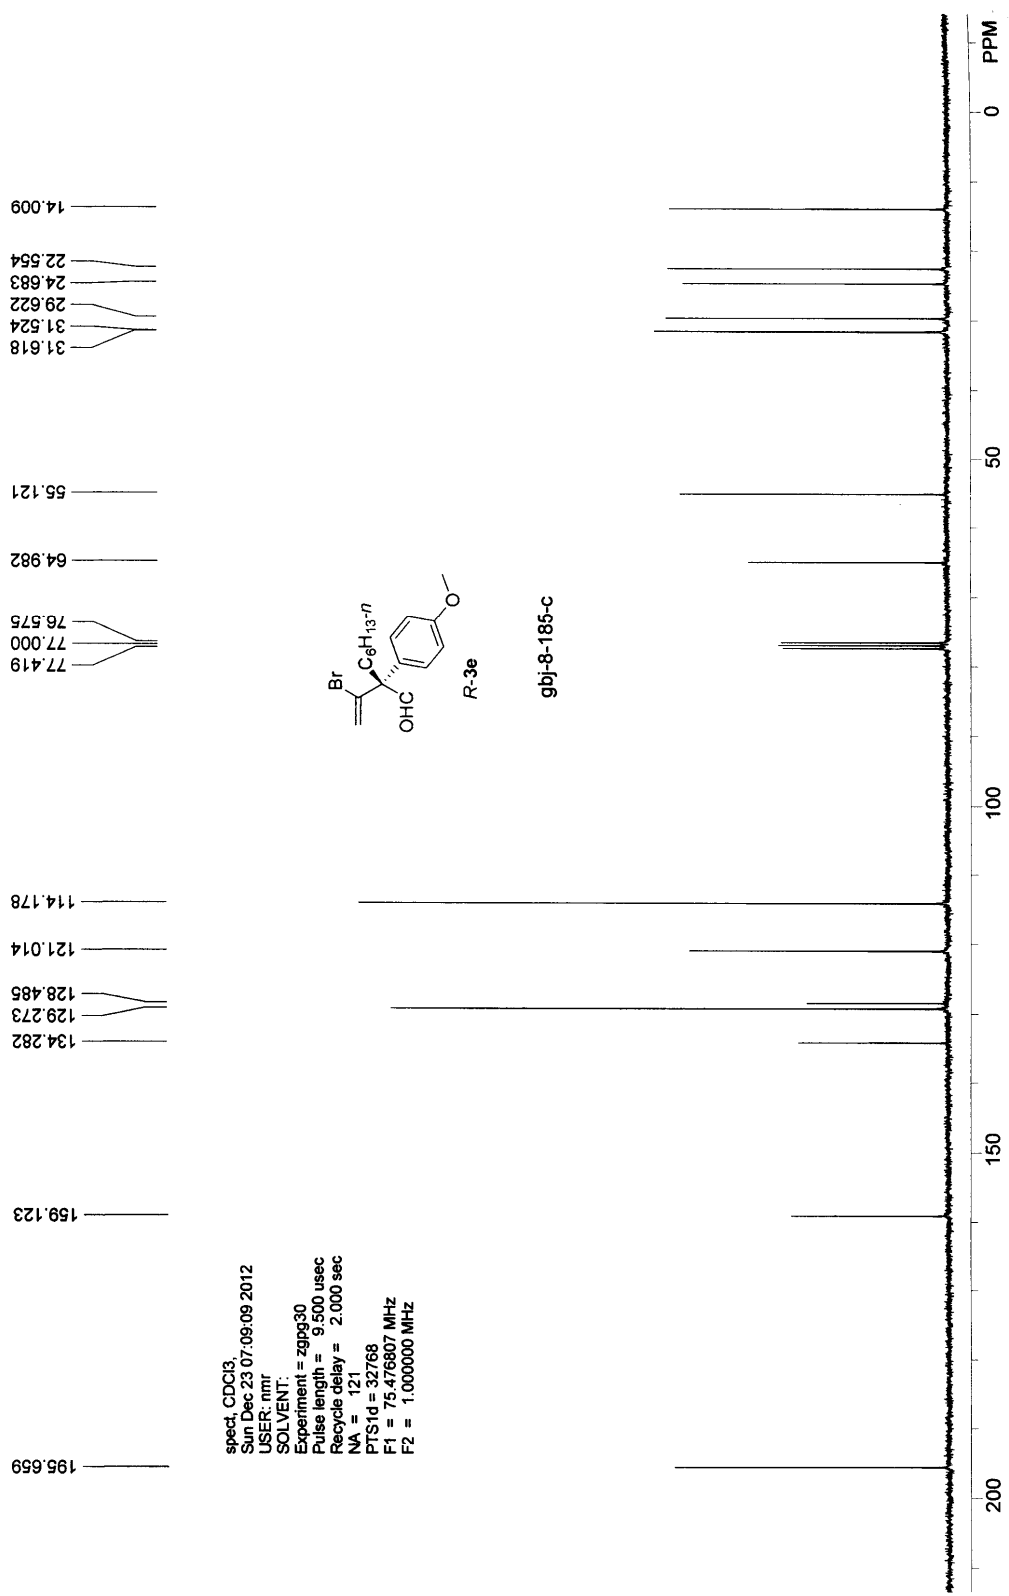 195.659
159.123
134.282
129.273
128.485
121.014
114.178
77.419
77.000
76.575
64.982
55.121
31.618
31.524
29.622
24.683
22.554
14.009
spect, CDCl3,
Sun Dec 23 07:09:09 2012
USER: nmr
SOLVENT:
Experiment = zgpg30
Pulse length = 9.500 usec
Recycle delay = 2.000 sec
NA = 121
PTS1d = 32768
F1 = 75.476807 MHz
F2 = 1.000000 MHz
Br
C6H13-n
OHC
O
R-3e
gbj-8-185-c
200
150
100
50
0
PPM